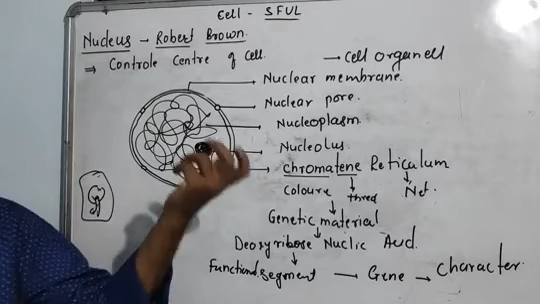 Cell - SFUL
Nucleus - Robert Brown.
⇒ Controle Centre of Cell. → Cell organell
Nuclear membrane.
Nuclear pore.
Nucleoplasm
Nucleolus.
chromatene Reticulum
Coloure thred Net.
Genetic material
Deoxyribose Nuclic Acid.
Functional segment → Gene → Character.